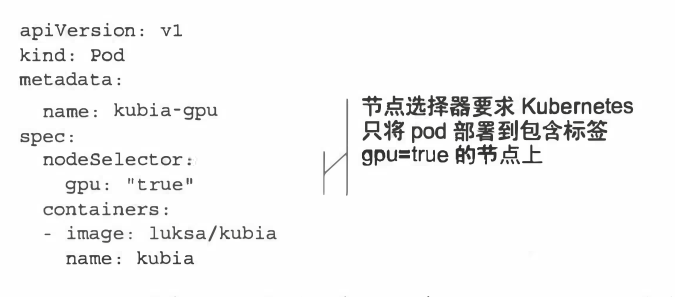 apiVersion: v1
kind: Pod
metadata:
  name: kubia-gpu
spec:
  nodeSelector:
    gpu: "true"
  containers:
  - image: luksa/kubia
    name: kubia
节点选择器要求 Kubernetes
只将 pod 部署到包含标签
gpu=true 的节点上